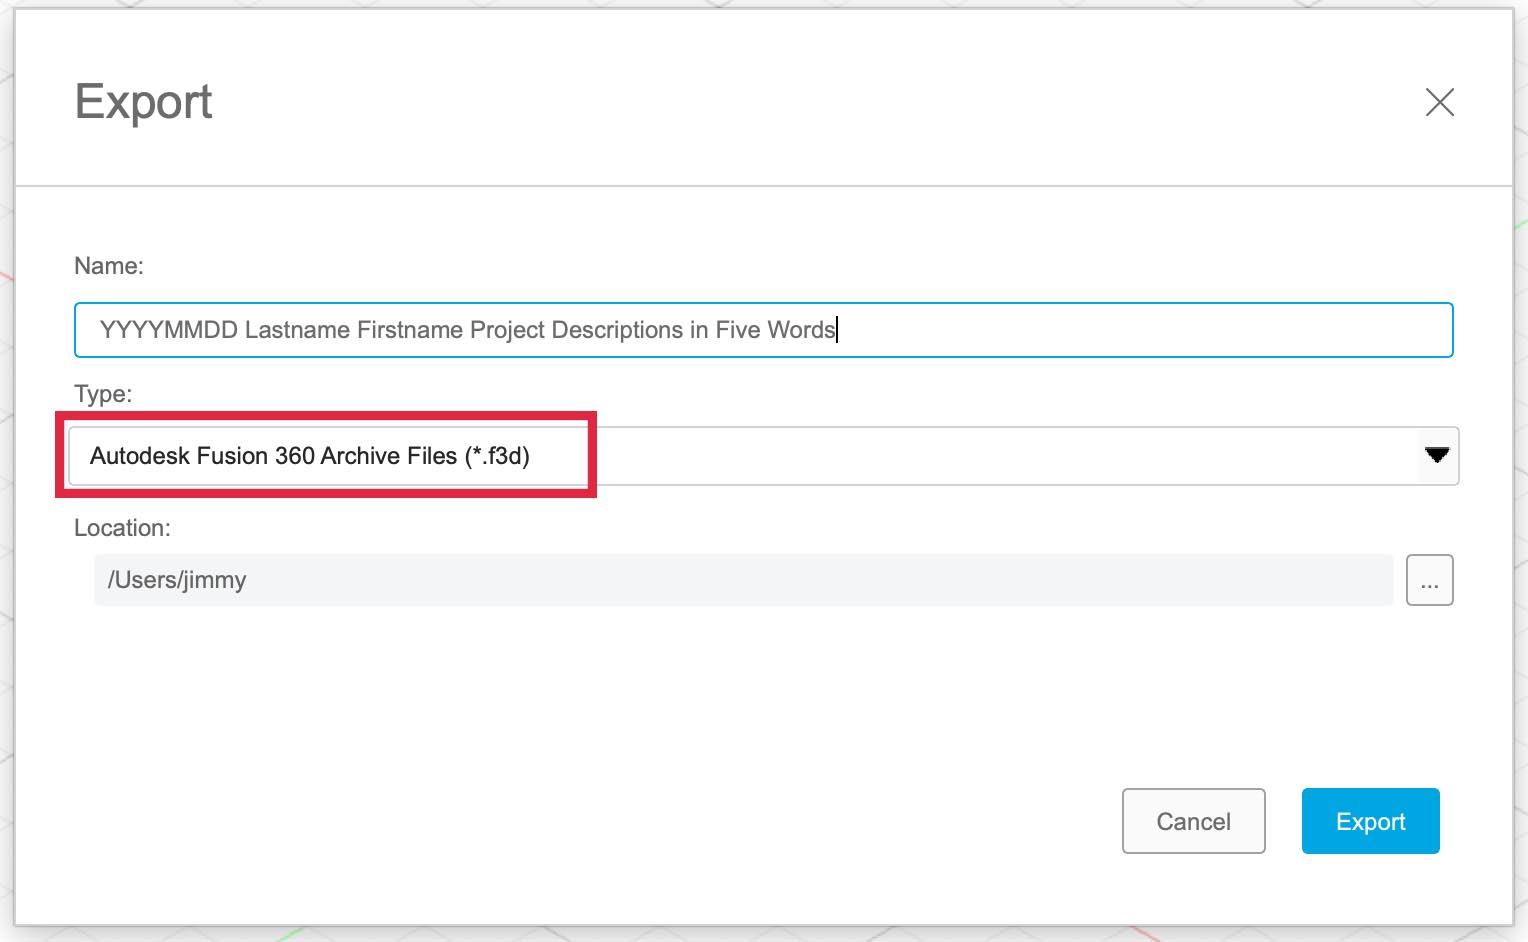 Export
Name:
YYYYMMDD Lastname Firstname Project Descriptions in Five Words
Type:
Autodesk Fusion 360 Archive Files (*.f3d)
Location:
/Users/jimmy
...
Cancel
Export